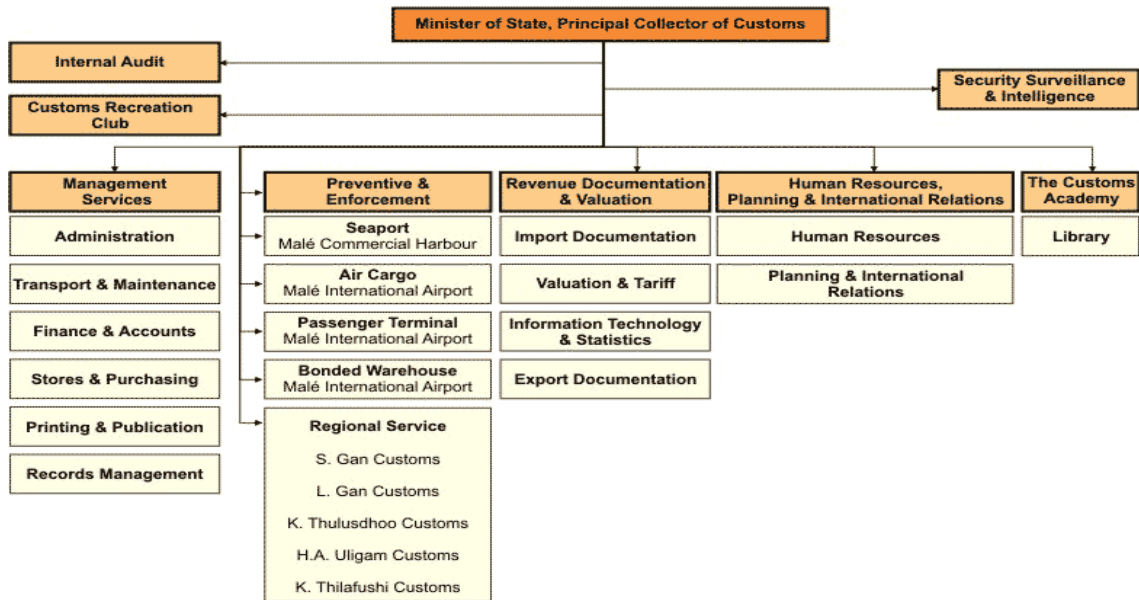 Minister of State, Principal Collector of Customs
Internal Audit
Security Surveillance
& Intelligence
Customs Recreation
Club
Management
Services
Administration
Transport & Maintenance
Finance & Accounts
Stores & Purchasing
Printing & Publication
Records Management
Preventive &
Enforcement
Seaport
Malé Commercial Harbour
Air Cargo
Malé International Airport
Passenger Terminal
Malé International Airport
Bonded Warehouse
Malé International Airport
Regional Service
S. Gan Customs
L. Gan Customs
K. Thulusdhoo Customs
H.A. Uligam Customs
K. Thilafushi Customs
Revenue Documentation
& Valuation
Import Documentation
Valuation & Tariff
Information Technology
& Statistics
Export Documentation
Human Resources,
Planning & International Relations
Human Resources
Planning & International
Relations
The Customs
Academy
Library